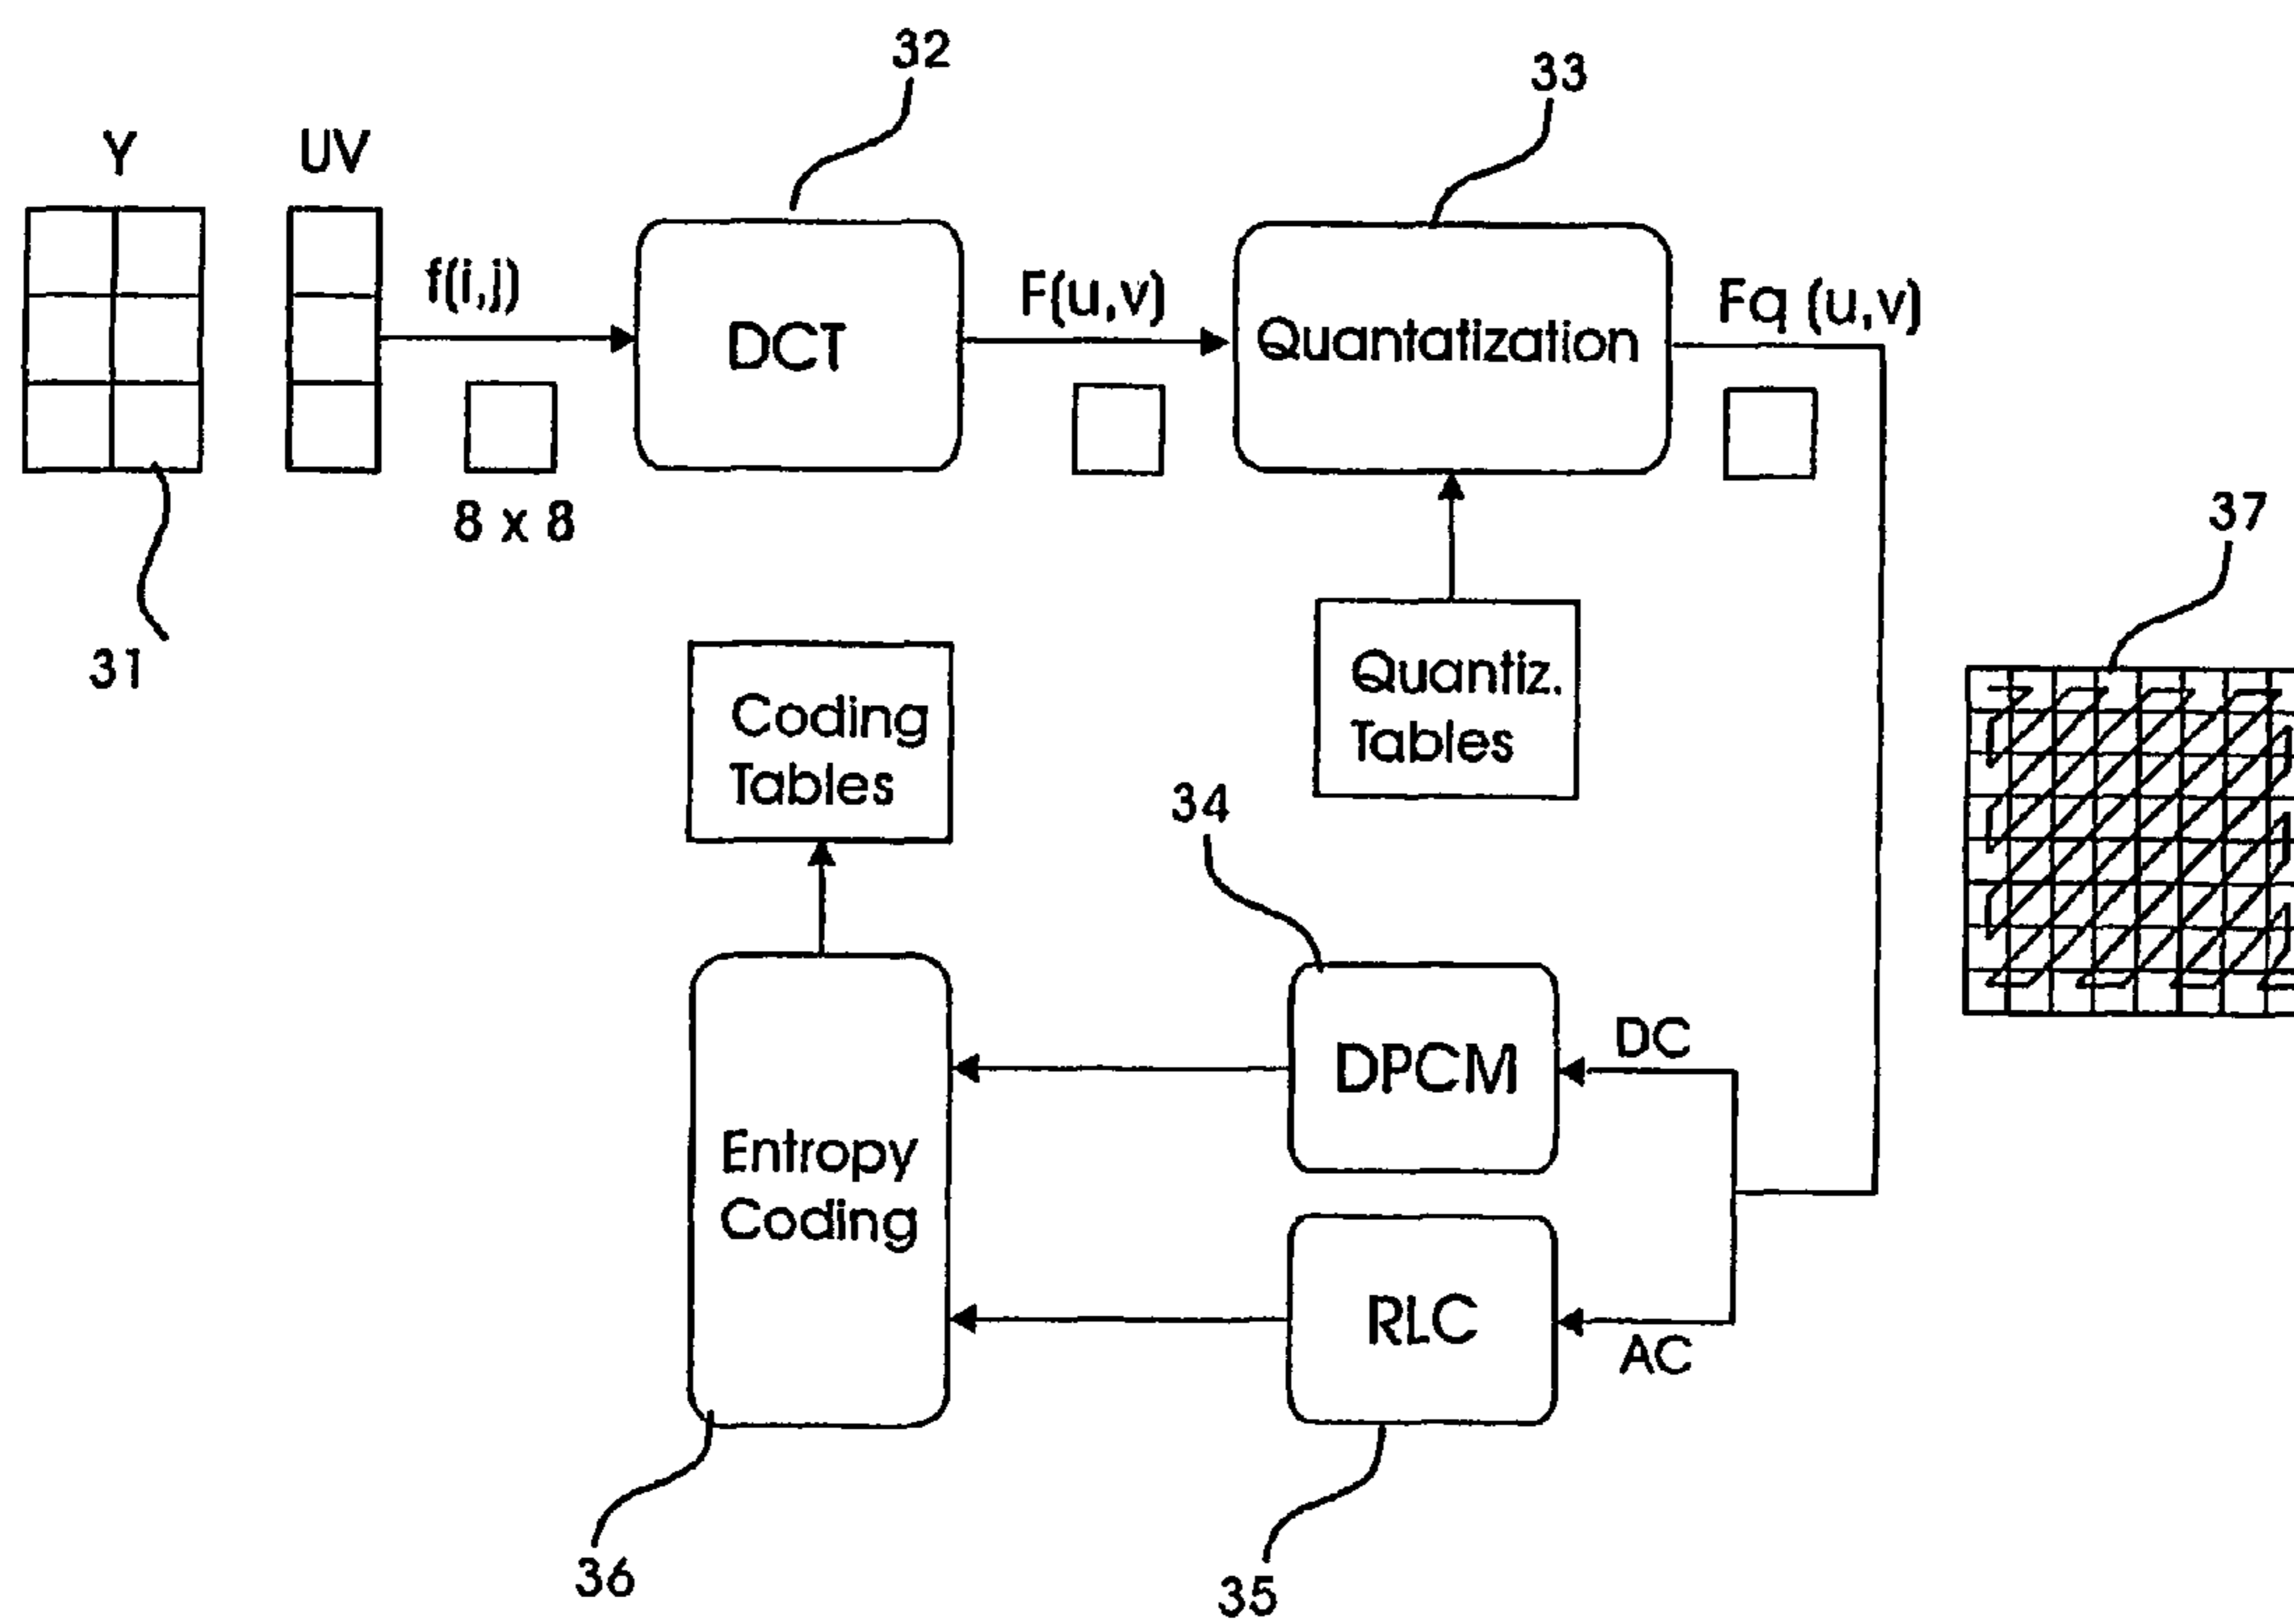 32
33
Y
UV
f(i,j)
DCT
F(u,v)
Quantatization
Fq (u,v)
8 x 8
31
37
Coding
Tables
Quantiz.
Tables
34
Entropy
Coding
DPCM
DC
RLC
AC
36
35